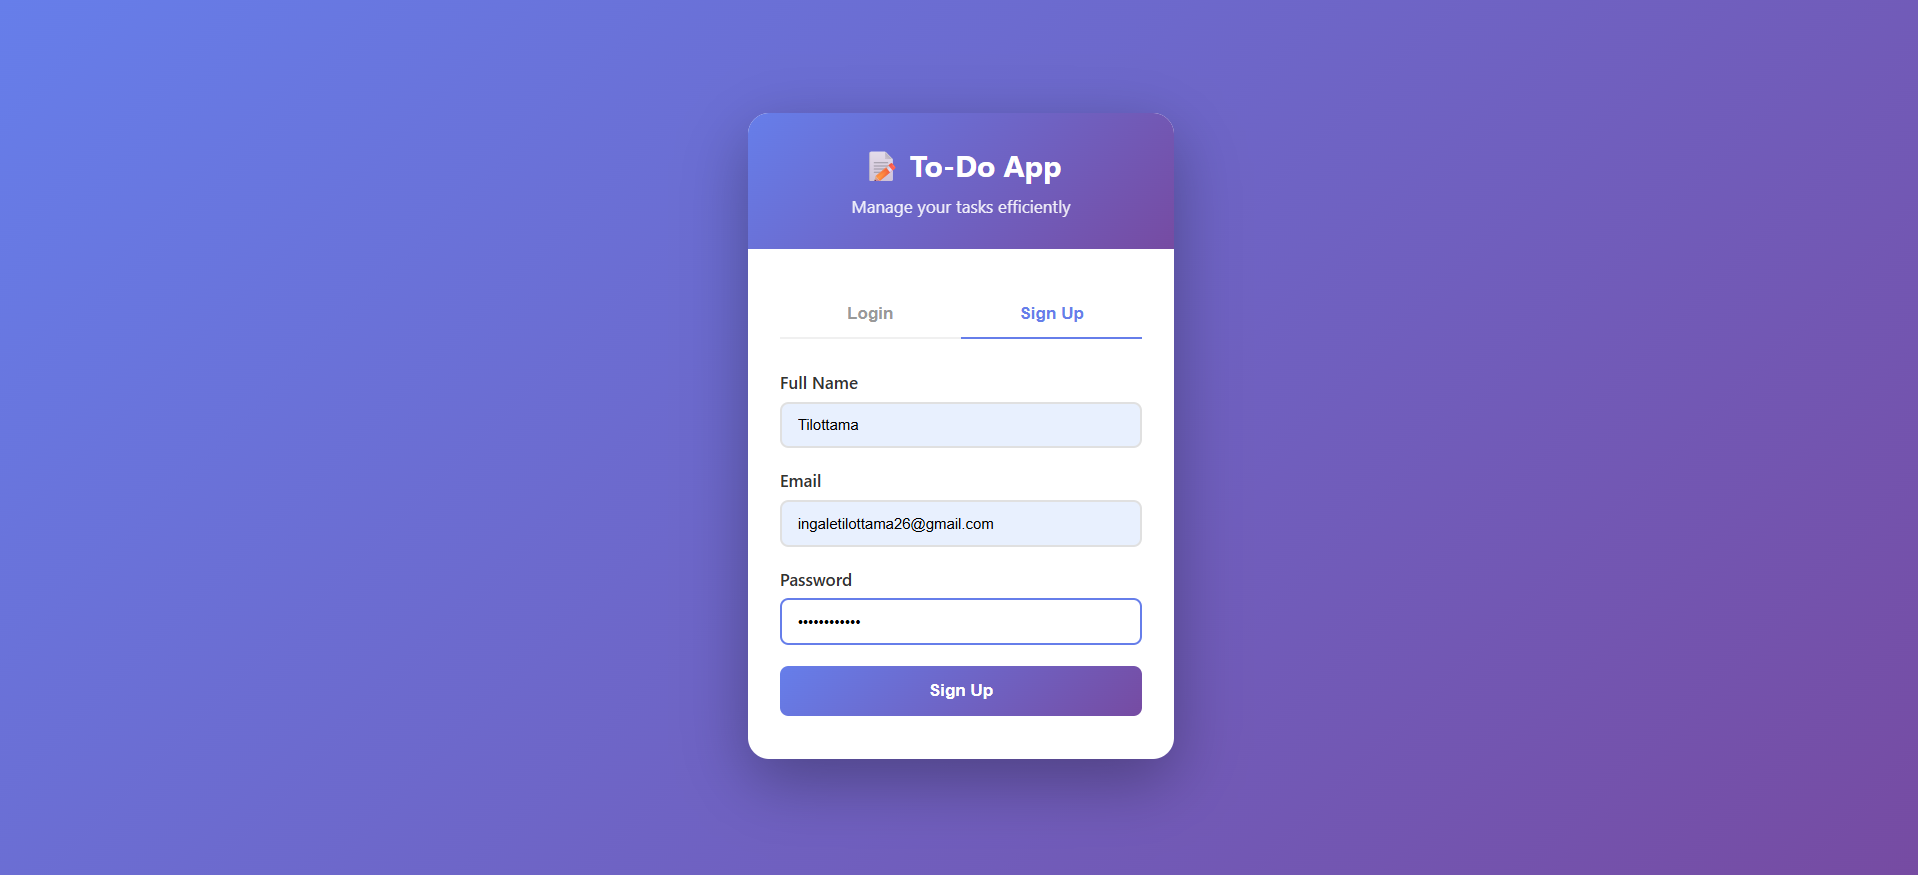 To-Do App
Manage your tasks efficiently
Login Sign Up
Full Name
Tilottama
Email
ingaletilottama26@gmail.com
Password
••••••••••••
Sign Up